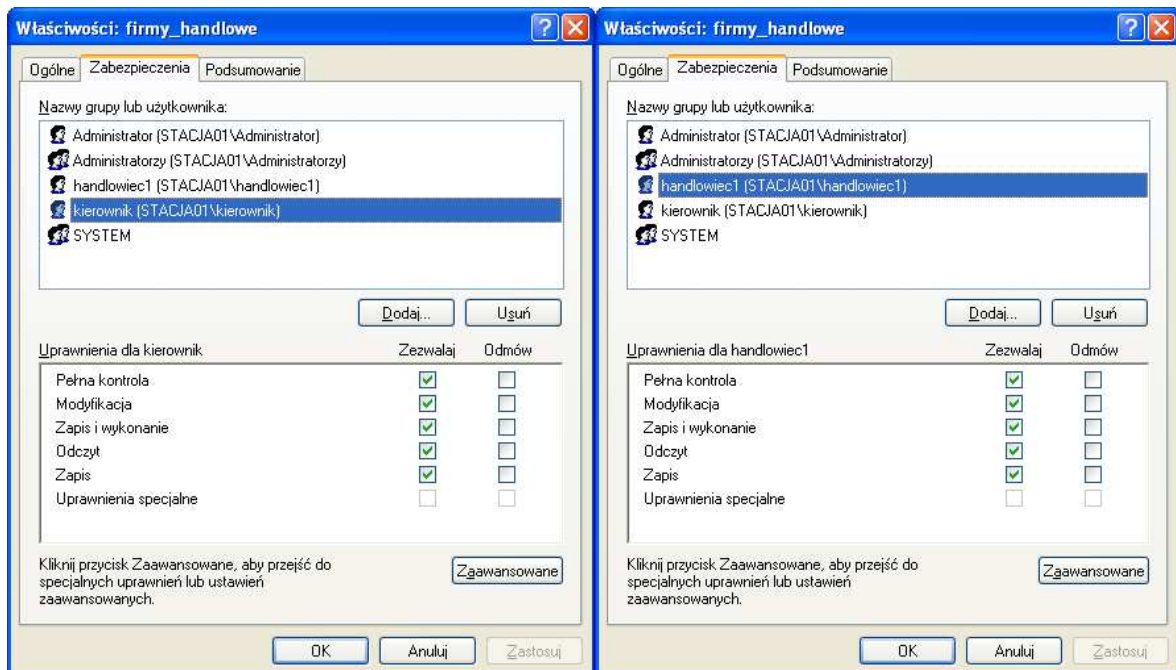 Właściwości: firmy_handlowe
Ogólne Zabezpieczenia Podsumowanie
Nazwy grupy lub użytkownika:
Administrator (STACJA01\Administrator)
Administratorzy (STACJA01\Administratorzy)
handlowiec1 (STACJA01\handlowiec1)
kierownik (STACJA01\kierownik)
SYSTEM
Dodaj... Usuń
Uprawnienia dla kierownik Zezwalaj Odmów
Pełna kontrola
Modyfikacja
Zapis i wykonanie
Odczyt
Zapis
Uprawnienia specjalne
Kliknij przycisk Zaawansowane, aby przejść do
specjalnych uprawnień lub ustawień
zaawansowanych.
Zaawansowane
OK Anuluj Zastosuj
Właściwości: firmy_handlowe
Ogólne Zabezpieczenia Podsumowanie
Nazwy grupy lub użytkownika:
Administrator (STACJA01\Administrator)
Administratorzy (STACJA01\Administratorzy)
handlowiec1 (STACJA01\handlowiec1)
kierownik (STACJA01\kierownik)
SYSTEM
Dodaj... Usuń
Uprawnienia dla handlowiec1 Zezwalaj Odmów
Pełna kontrola
Modyfikacja
Zapis i wykonanie
Odczyt
Zapis
Uprawnienia specjalne
Kliknij przycisk Zaawansowane, aby przejść do
specjalnych uprawnień lub ustawień
zaawansowanych.
Zaawansowane
OK Anuluj Zastosuj